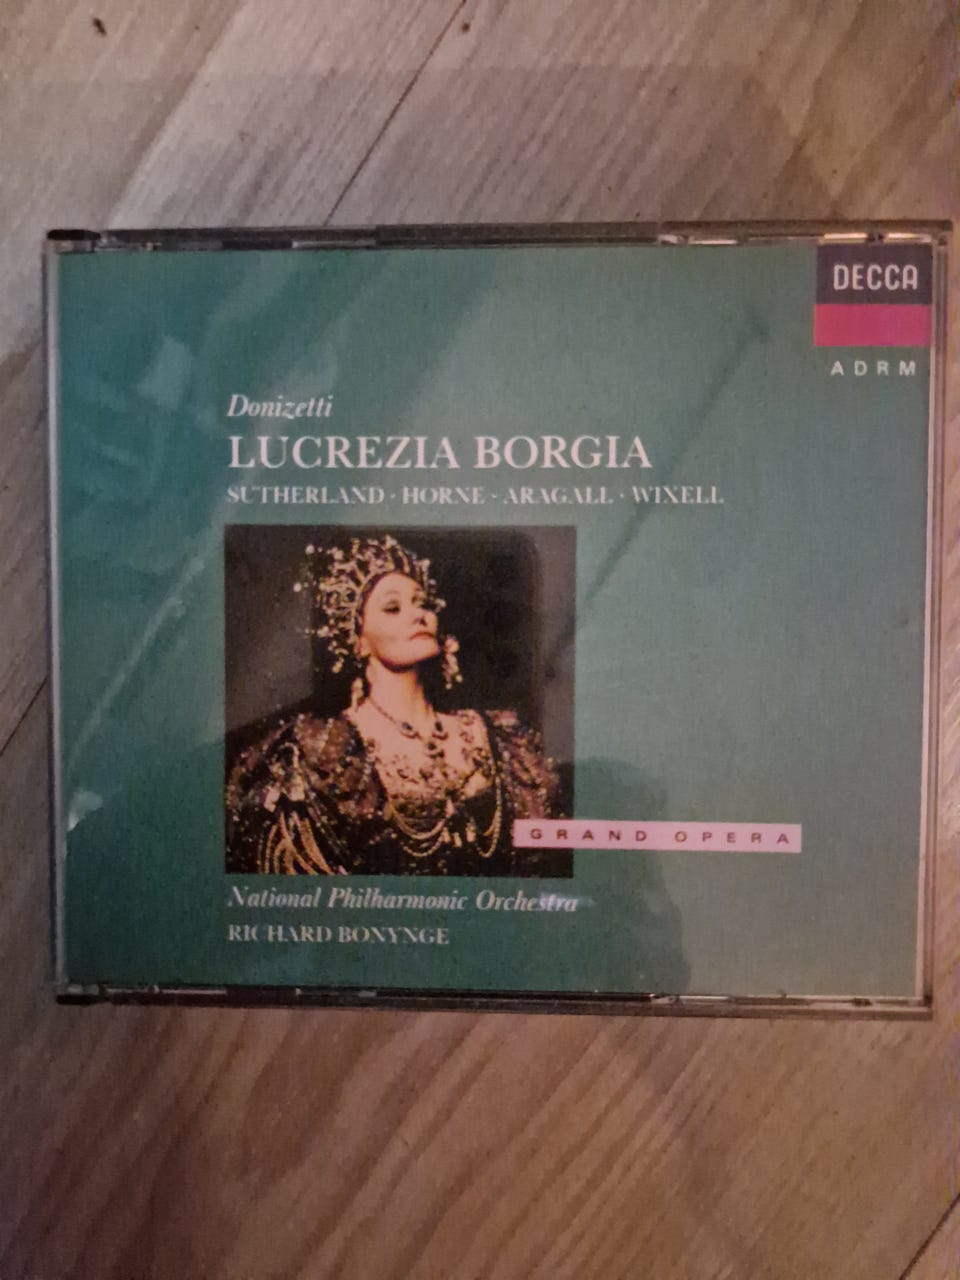 DECCA
ADRM
Donizetti
LUCREZIA BORGIA
SUTHERLAND · HORNE · ARAGALL · WIXELL
GRAND OPERA
National Philharmonic Orchestra
RICHARD BONYNGE